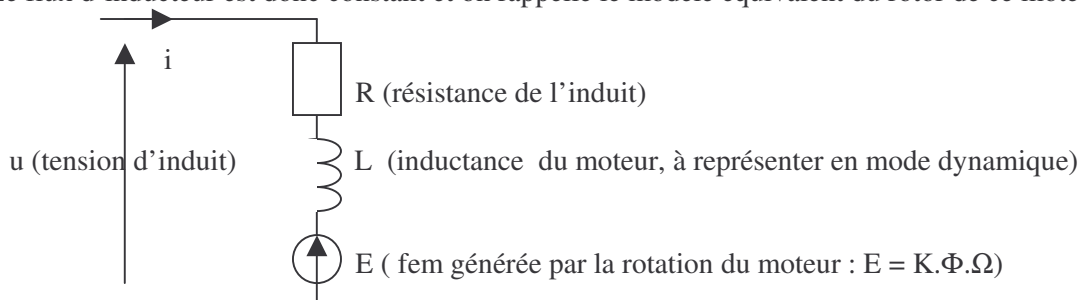 le flux d'inducteur est donc constant et on rappelle le modèle équivalent du rotor de ce
i
R (résistance de l'induit)
u (tension d'induit)
L (inductance du moteur, à représenter en mode dynamique)
E ( fem générée par la rotation du moteur : E = K.Φ.Ω)